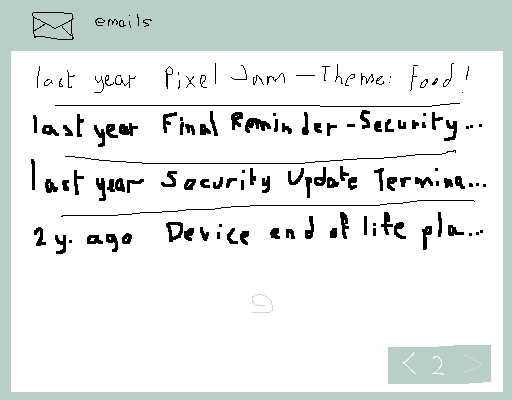 emails
last year Pixel Jam - Theme: Food!
last year Final Reminder - Security...
last year Security Update Termina...
2 y. ago Device end of life pla...
< 2 >